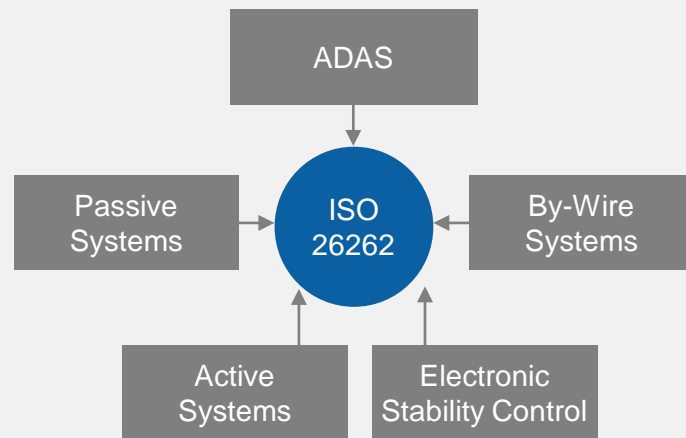 ADAS
Passive
Systems
ISO
26262
By-Wire
Systems
Active
Systems
Electronic
Stability Control